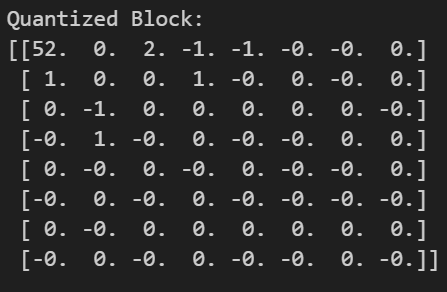 Quantized Block:
[[52.  0.  2. -1. -1. -0. -0.  0.]
 [ 1.  0.  0.  1. -0.  0. -0.  0.]
 [ 0. -1.  0.  0.  0.  0.  0. -0.]
 [-0.  1. -0.  0. -0. -0.  0.  0.]
 [ 0. -0.  0. -0.  0.  0.  0.  0.]
 [-0.  0. -0.  0. -0. -0. -0.  0.]
 [ 0. -0.  0.  0.  0.  0.  0.  0.]
 [-0.  0. -0.  0. -0. -0.  0. -0.]]